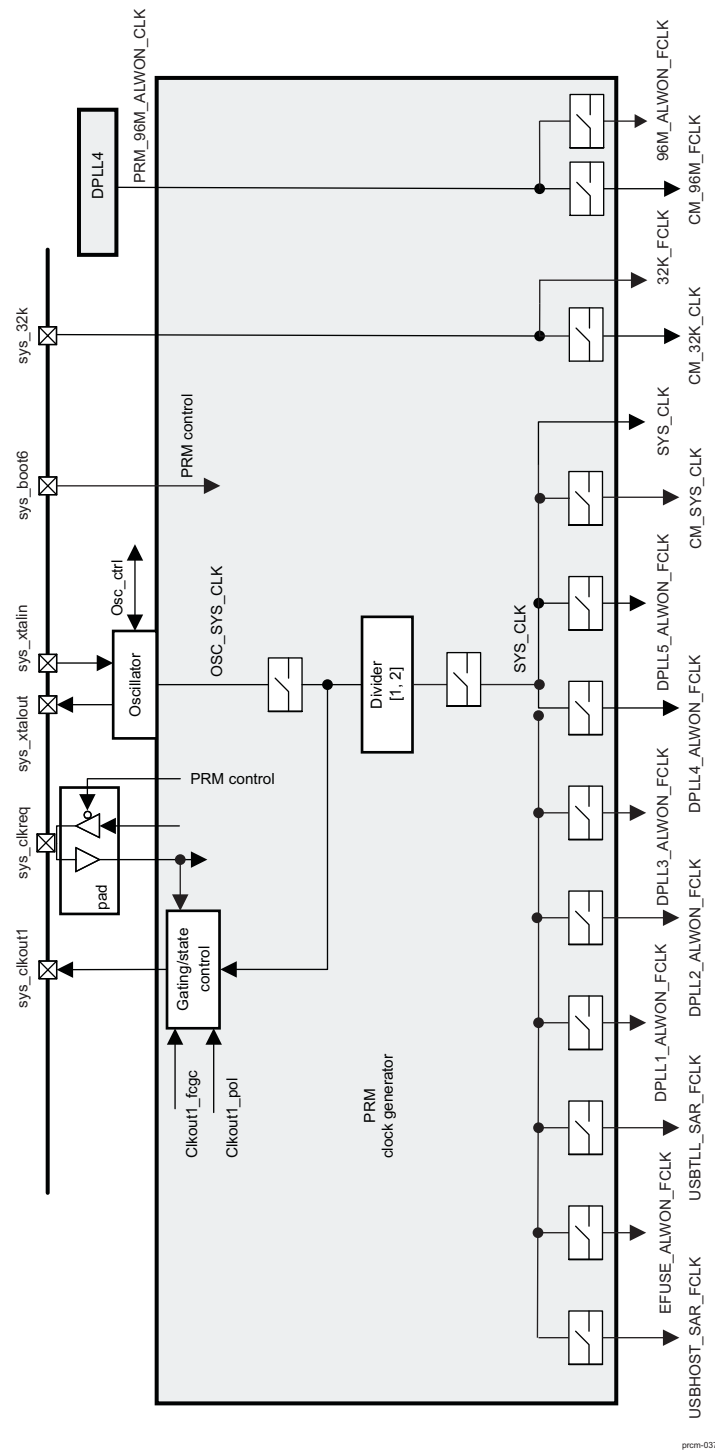 sys_clkout1
sys_clkreq
sys_xtalout
sys_xtalin
sys_boot6
sys_32k
pad
Oscillator
Osc_ctrl
DPLL4
PRM_96M_ALWON_CLK
Clkout1_fcgc
Clkout1_pol
Gating/state
control
PRM control
OSC_SYS_CLK
PRM control
PRM
clock generator
Divider
[1, 2]
SYS_CLK
USBHOST_SAR_FCLK
EFUSE_ALWON_FCLK
USBTLL_SAR_FCLK
DPLL1_ALWON_FCLK
DPLL2_ALWON_FCLK
DPLL3_ALWON_FCLK
DPLL4_ALWON_FCLK
DPLL5_ALWON_FCLK
CM_SYS_CLK
SYS_CLK
CM_32K_CLK
32K_FCLK
CM_96M_FCLK
96M_ALWON_FCLK